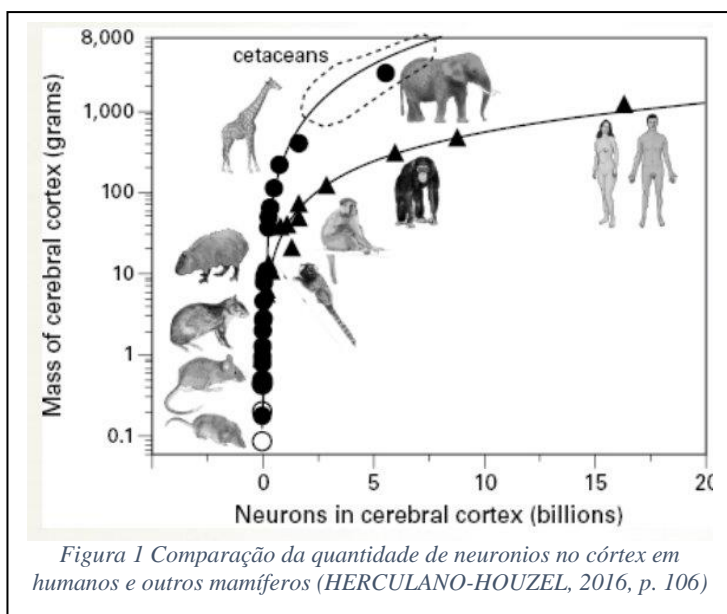 8,000
cetaceans
1,000
100
10
1
0.1
Mass of cerebral cortex (grams)
0 5 10 15 20
Neurons in cerebral cortex (billions)
Figura 1 Comparação da quantidade de neuronios no córtex em
humanos e outros mamíferos (HERCULANO-HOUZEL, 2016, p. 106)